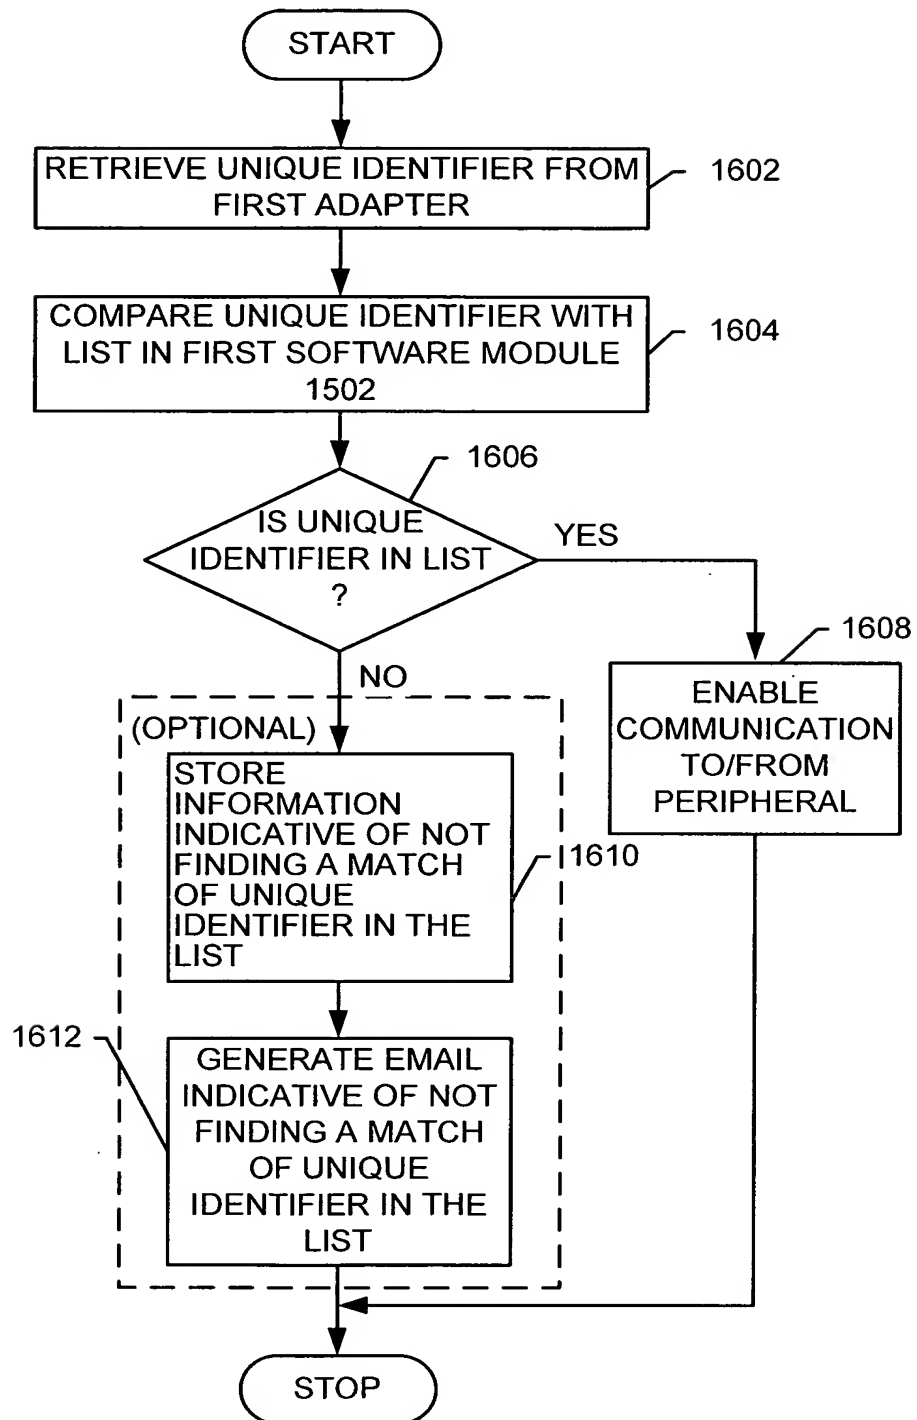 START
RETRIEVE UNIQUE IDENTIFIER FROM
FIRST ADAPTER
1602
COMPARE UNIQUE IDENTIFIER WITH
LIST IN FIRST SOFTWARE MODULE
1502
1604
1606
IS UNIQUE
IDENTIFIER IN LIST
?
YES
NO
1608
ENABLE
COMMUNICATION
TO/FROM
PERIPHERAL
(OPTIONAL)
STORE
INFORMATION
INDICATIVE OF NOT
FINDING A MATCH
OF UNIQUE
IDENTIFIER IN THE
LIST
1610
1612
GENERATE EMAIL
INDICATIVE OF NOT
FINDING A MATCH
OF UNIQUE
IDENTIFIER IN THE
LIST
STOP